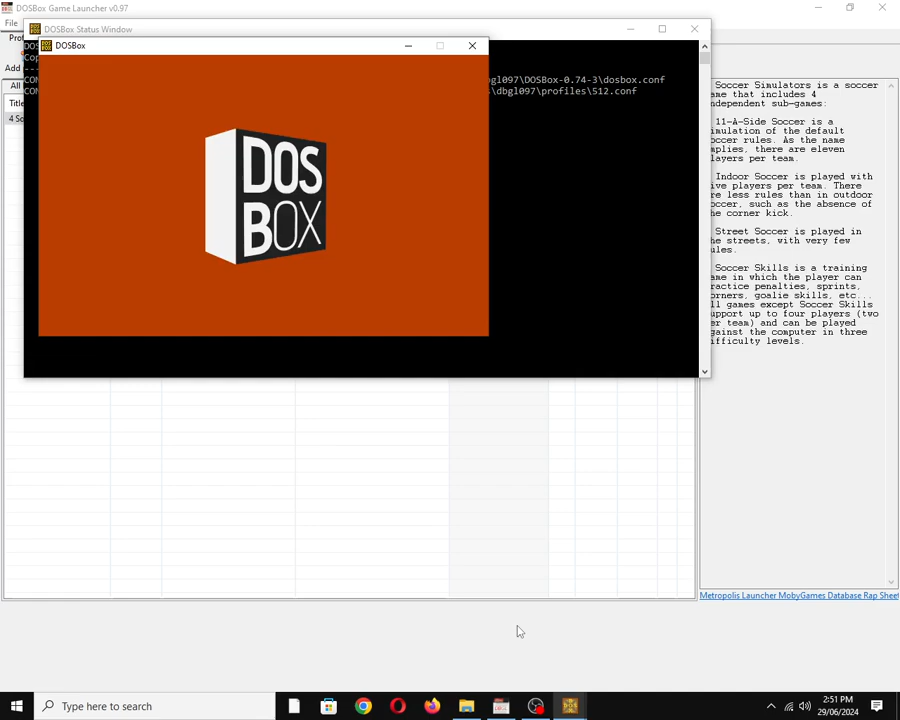 DOSBox Game Launcher v0.97
File
DOSBox Status Window
DOSBox
Add
All
Title
bgl097\DOSBox-0.74-3\dosbox.conf
\dbgl097\profiles\512.conf
DOS
BOX
Soccer Simulators is a soccer
ame that includes 4
ndependent sub-games:
11-A-Side Soccer is a
imulation of the default
occer rules. As the name
mplies, there are eleven
layers per team.
Indoor Soccer is played with
ive players per team. There
re less rules than in outdoor
occer, such as the absence of
he corner kick.
Street Soccer is played in
he streets, with very few
ules.
Soccer Skills is a training
ame in which the player can
ractice penalties, sprints,
orners, goalie skills, etc...
ll games except Soccer Skills
upport up to four players (two
er team) and can be played
gainst the computer in three
ifficulty levels.
Metropolis Launcher MobyGames Database Rap Sheet
Type here to search
2:51 PM
29/06/2024